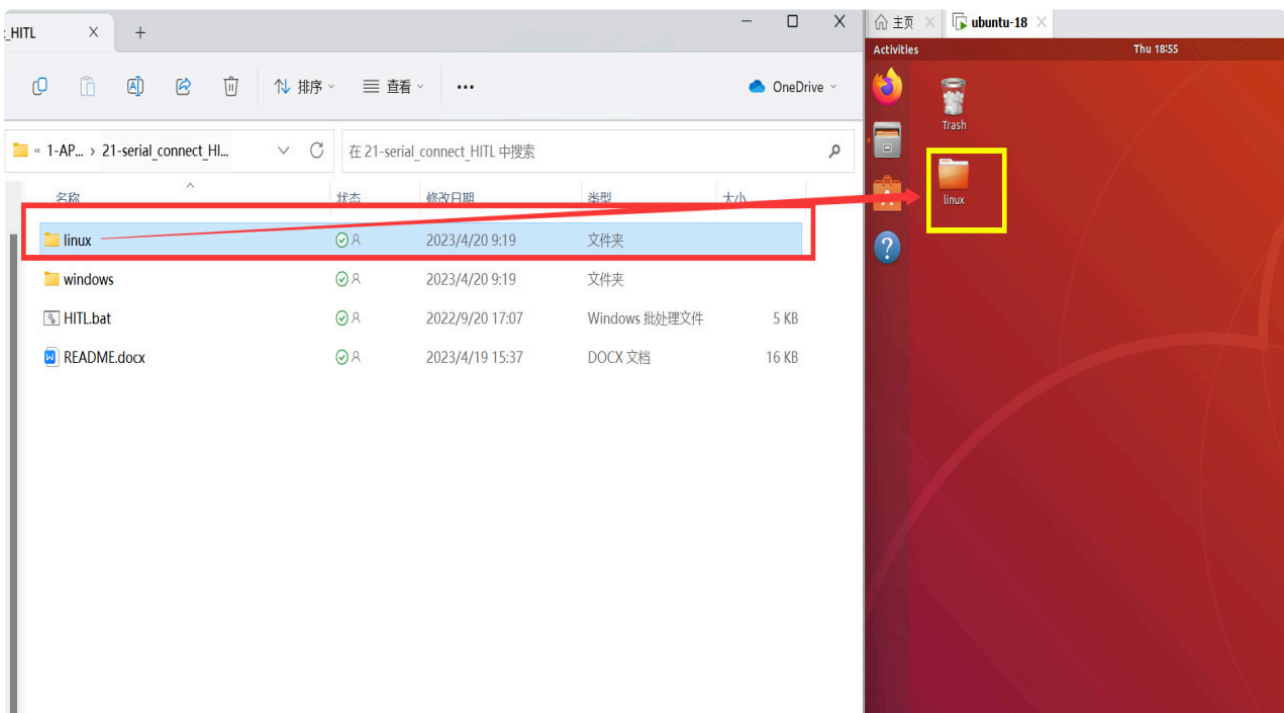 _HITL
排序
查看
OneDrive
« 1-AP... › 21-serial_connect_HI...
在 21-serial_connect_HITL 中搜索
名称 状态 修改日期 类型 大小
linux 2023/4/20 9:19 文件夹
windows 2023/4/20 9:19 文件夹
HITL.bat 2022/9/20 17:07 Windows 批处理文件 5 KB
README.docx 2023/4/19 15:37 DOCX 文档 16 KB
主页 ubuntu-18
Activities Thu 18:55
Trash
linux